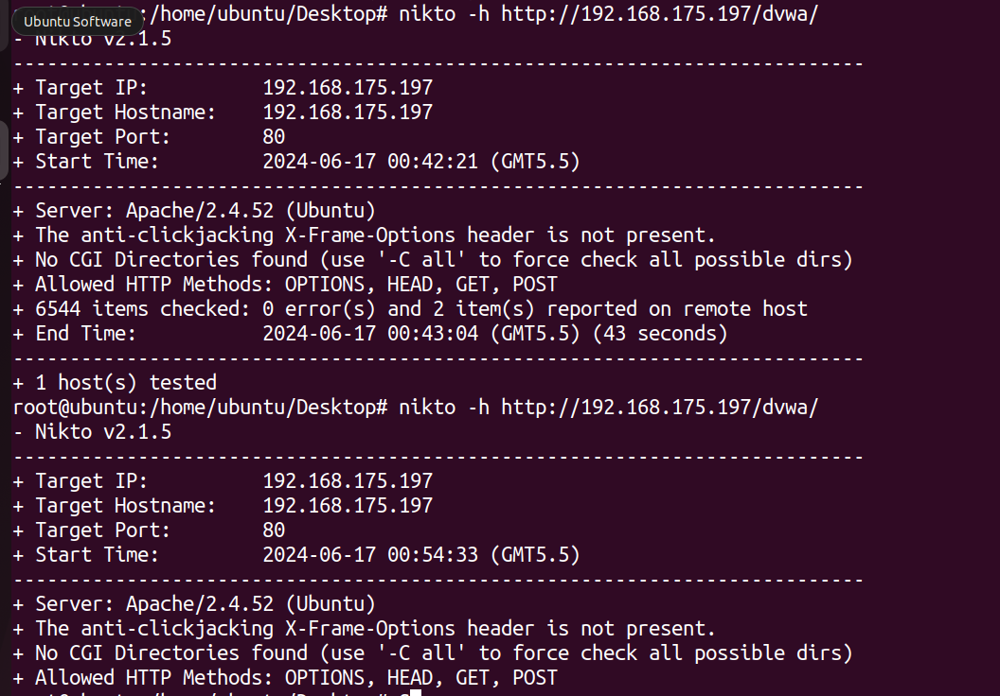 Ubuntu Software
:/home/ubuntu/Desktop# nikto -h http://192.168.175.197/dvwa/
- Nikto v2.1.5
---------------------------------------------------------------------------
+ Target IP:          192.168.175.197
+ Target Hostname:    192.168.175.197
+ Target Port:        80
+ Start Time:         2024-06-17 00:42:21 (GMT5.5)
---------------------------------------------------------------------------
+ Server: Apache/2.4.52 (Ubuntu)
+ The anti-clickjacking X-Frame-Options header is not present.
+ No CGI Directories found (use '-C all' to force check all possible dirs)
+ Allowed HTTP Methods: OPTIONS, HEAD, GET, POST
+ 6544 items checked: 0 error(s) and 2 item(s) reported on remote host
+ End Time:           2024-06-17 00:43:04 (GMT5.5) (43 seconds)
---------------------------------------------------------------------------
+ 1 host(s) tested
root@ubuntu:/home/ubuntu/Desktop# nikto -h http://192.168.175.197/dvwa/
- Nikto v2.1.5
---------------------------------------------------------------------------
+ Target IP:          192.168.175.197
+ Target Hostname:    192.168.175.197
+ Target Port:        80
+ Start Time:         2024-06-17 00:54:33 (GMT5.5)
---------------------------------------------------------------------------
+ Server: Apache/2.4.52 (Ubuntu)
+ The anti-clickjacking X-Frame-Options header is not present.
+ No CGI Directories found (use '-C all' to force check all possible dirs)
+ Allowed HTTP Methods: OPTIONS, HEAD, GET, POST